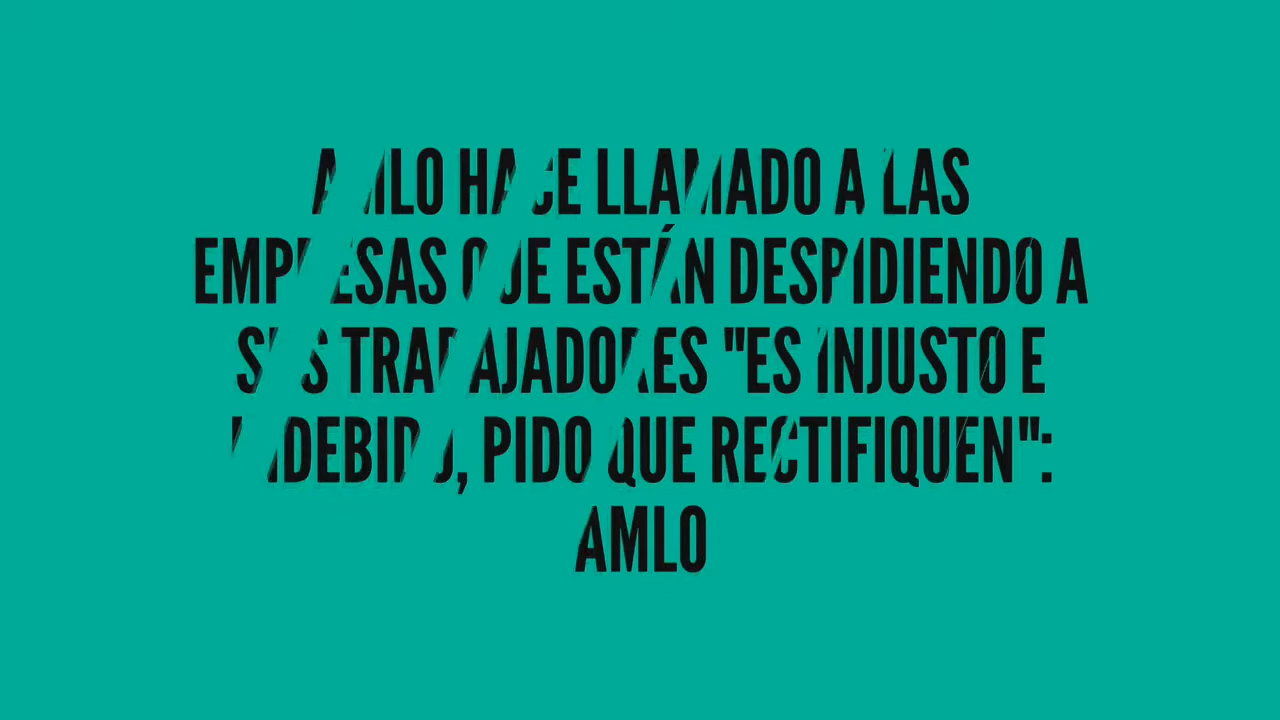 AMLO HACE LLAMADO A LAS
EMPRESAS QUE ESTÁN DESPIDIENDO A
SUS TRABAJADORES "ES INJUSTO E
INDEBIDO, PIDO QUE RECTIFIQUEN":
AMLO